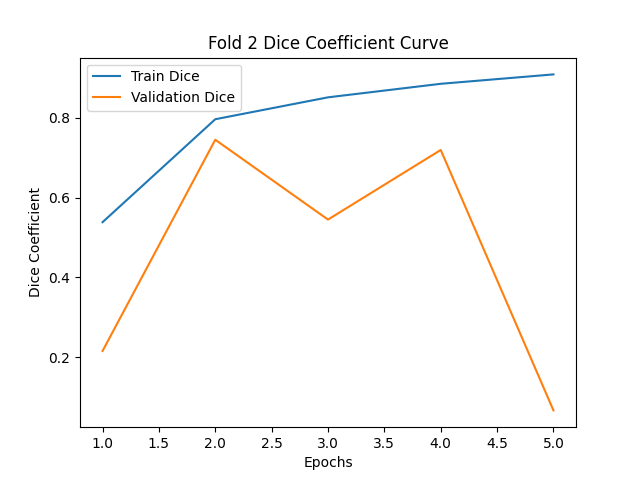 Fold 2 Dice Coefficient Curve
Train Dice
Validation Dice
Dice Coefficient
0.8
0.6
0.4
0.2
1.0 1.5 2.0 2.5 3.0 3.5 4.0 4.5 5.0
Epochs